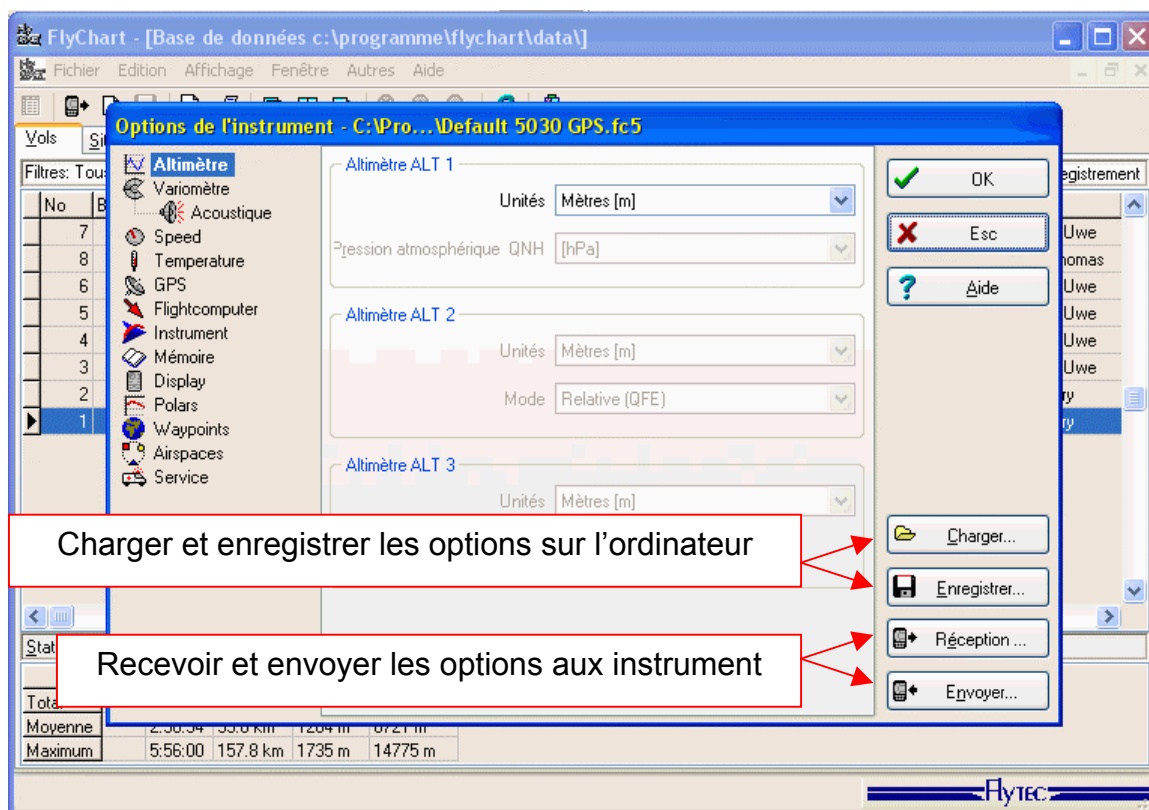 FlyChart - [Base de données c:\programme\flychart\data\]
Fichier Edition Affichage Fenêtre Autres Aide
Options de l'instrument - C:\Pro...\Default 5030 GPS.fc5
Vols
Filtres: Tou
egistrement
No
7
8
6
5
4
3
2
1
Uwe
homas
Uwe
Uwe
Uwe
Uwe
ry
ry
Altimètre
Variomètre
Acoustique
Speed
Temperature
GPS
Flightcomputer
Instrument
Mémoire
Display
Polars
Waypoints
Airspaces
Service
Altimètre ALT 1
Unités Mètres [m]
Pression atmosphérique QNH [hPa]
Altimètre ALT 2
Unités Mètres [m]
Mode Relative (QFE)
Altimètre ALT 3
Unités Mètres [m]
OK
Esc
Aide
Charger...
Enregistrer...
Réception ...
Envoyer...
Charger et enregistrer les options sur l’ordinateur
Recevoir et envoyer les options aux instrument
Stat
Moyenne
Maximum 5:56:00 157.8 km 1735 m 14775 m
FLYTEC